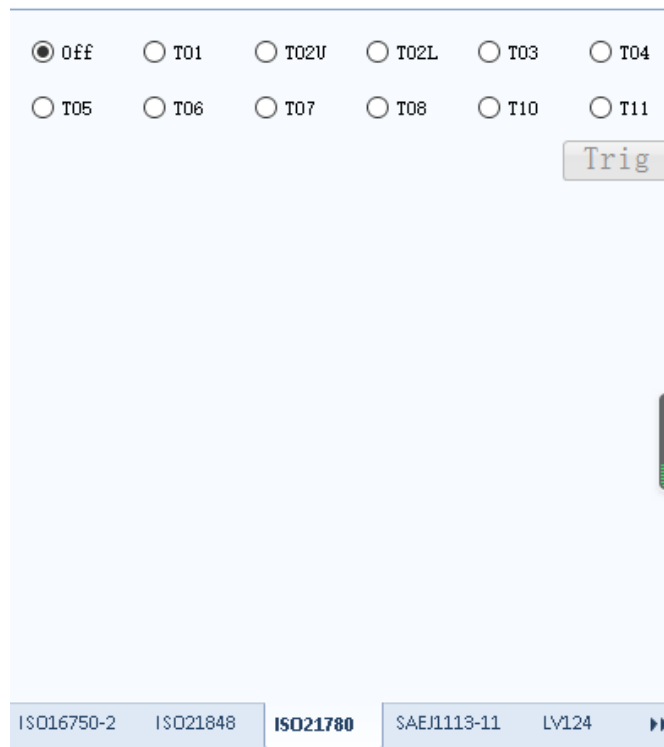 Off T01 T02U T02L T03 T04
T05 T06 T07 T08 T10 T11
Trig
ISO16750-2 ISO21848 ISO21780 SAEJ1113-11 LV124